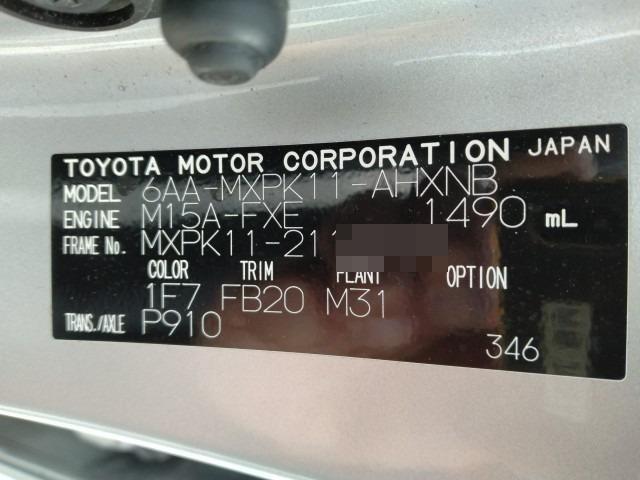 TOYOTA MOTOR CORPORATION JAPAN
MODEL 6AA-MXPK11-AHXNB
ENGINE M15A-FXE 1490 mL
FRAME No. MXPK11-211
COLOR TRIM PLANT OPTION
1F7 FB20 M31
TRANS./AXLE P910
346